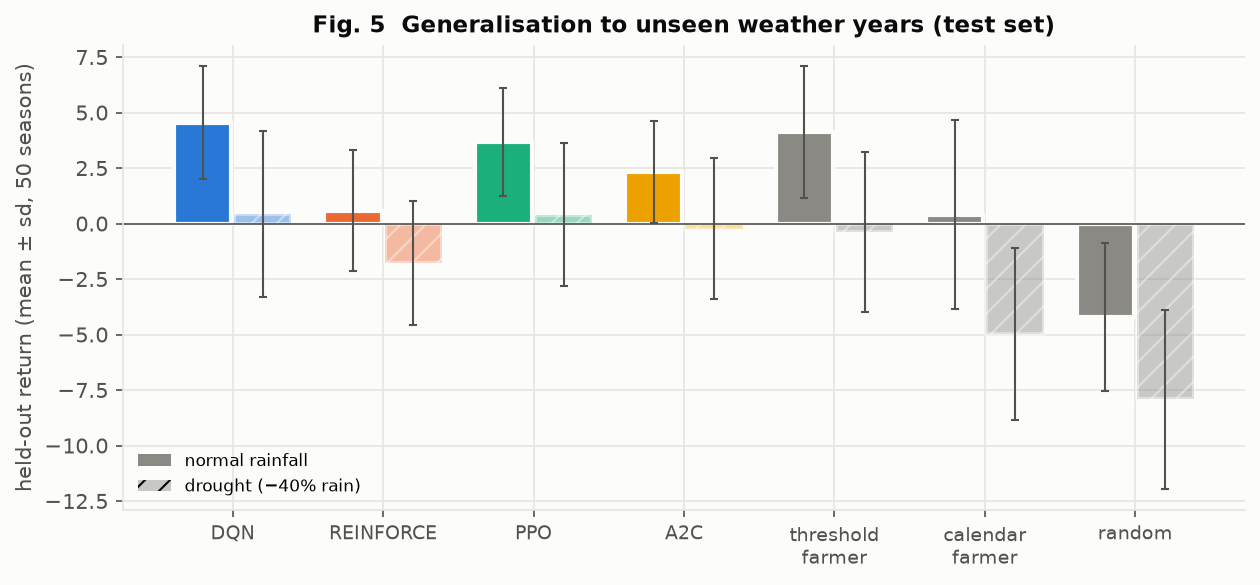 Fig. 5  Generalisation to unseen weather years (test set)
held-out return (mean ± sd, 50 seasons)
7.5
5.0
2.5
0.0
−2.5
−5.0
−7.5
−10.0
−12.5
normal rainfall
drought (−40% rain)
DQN
REINFORCE
PPO
A2C
threshold
farmer
calendar
farmer
random